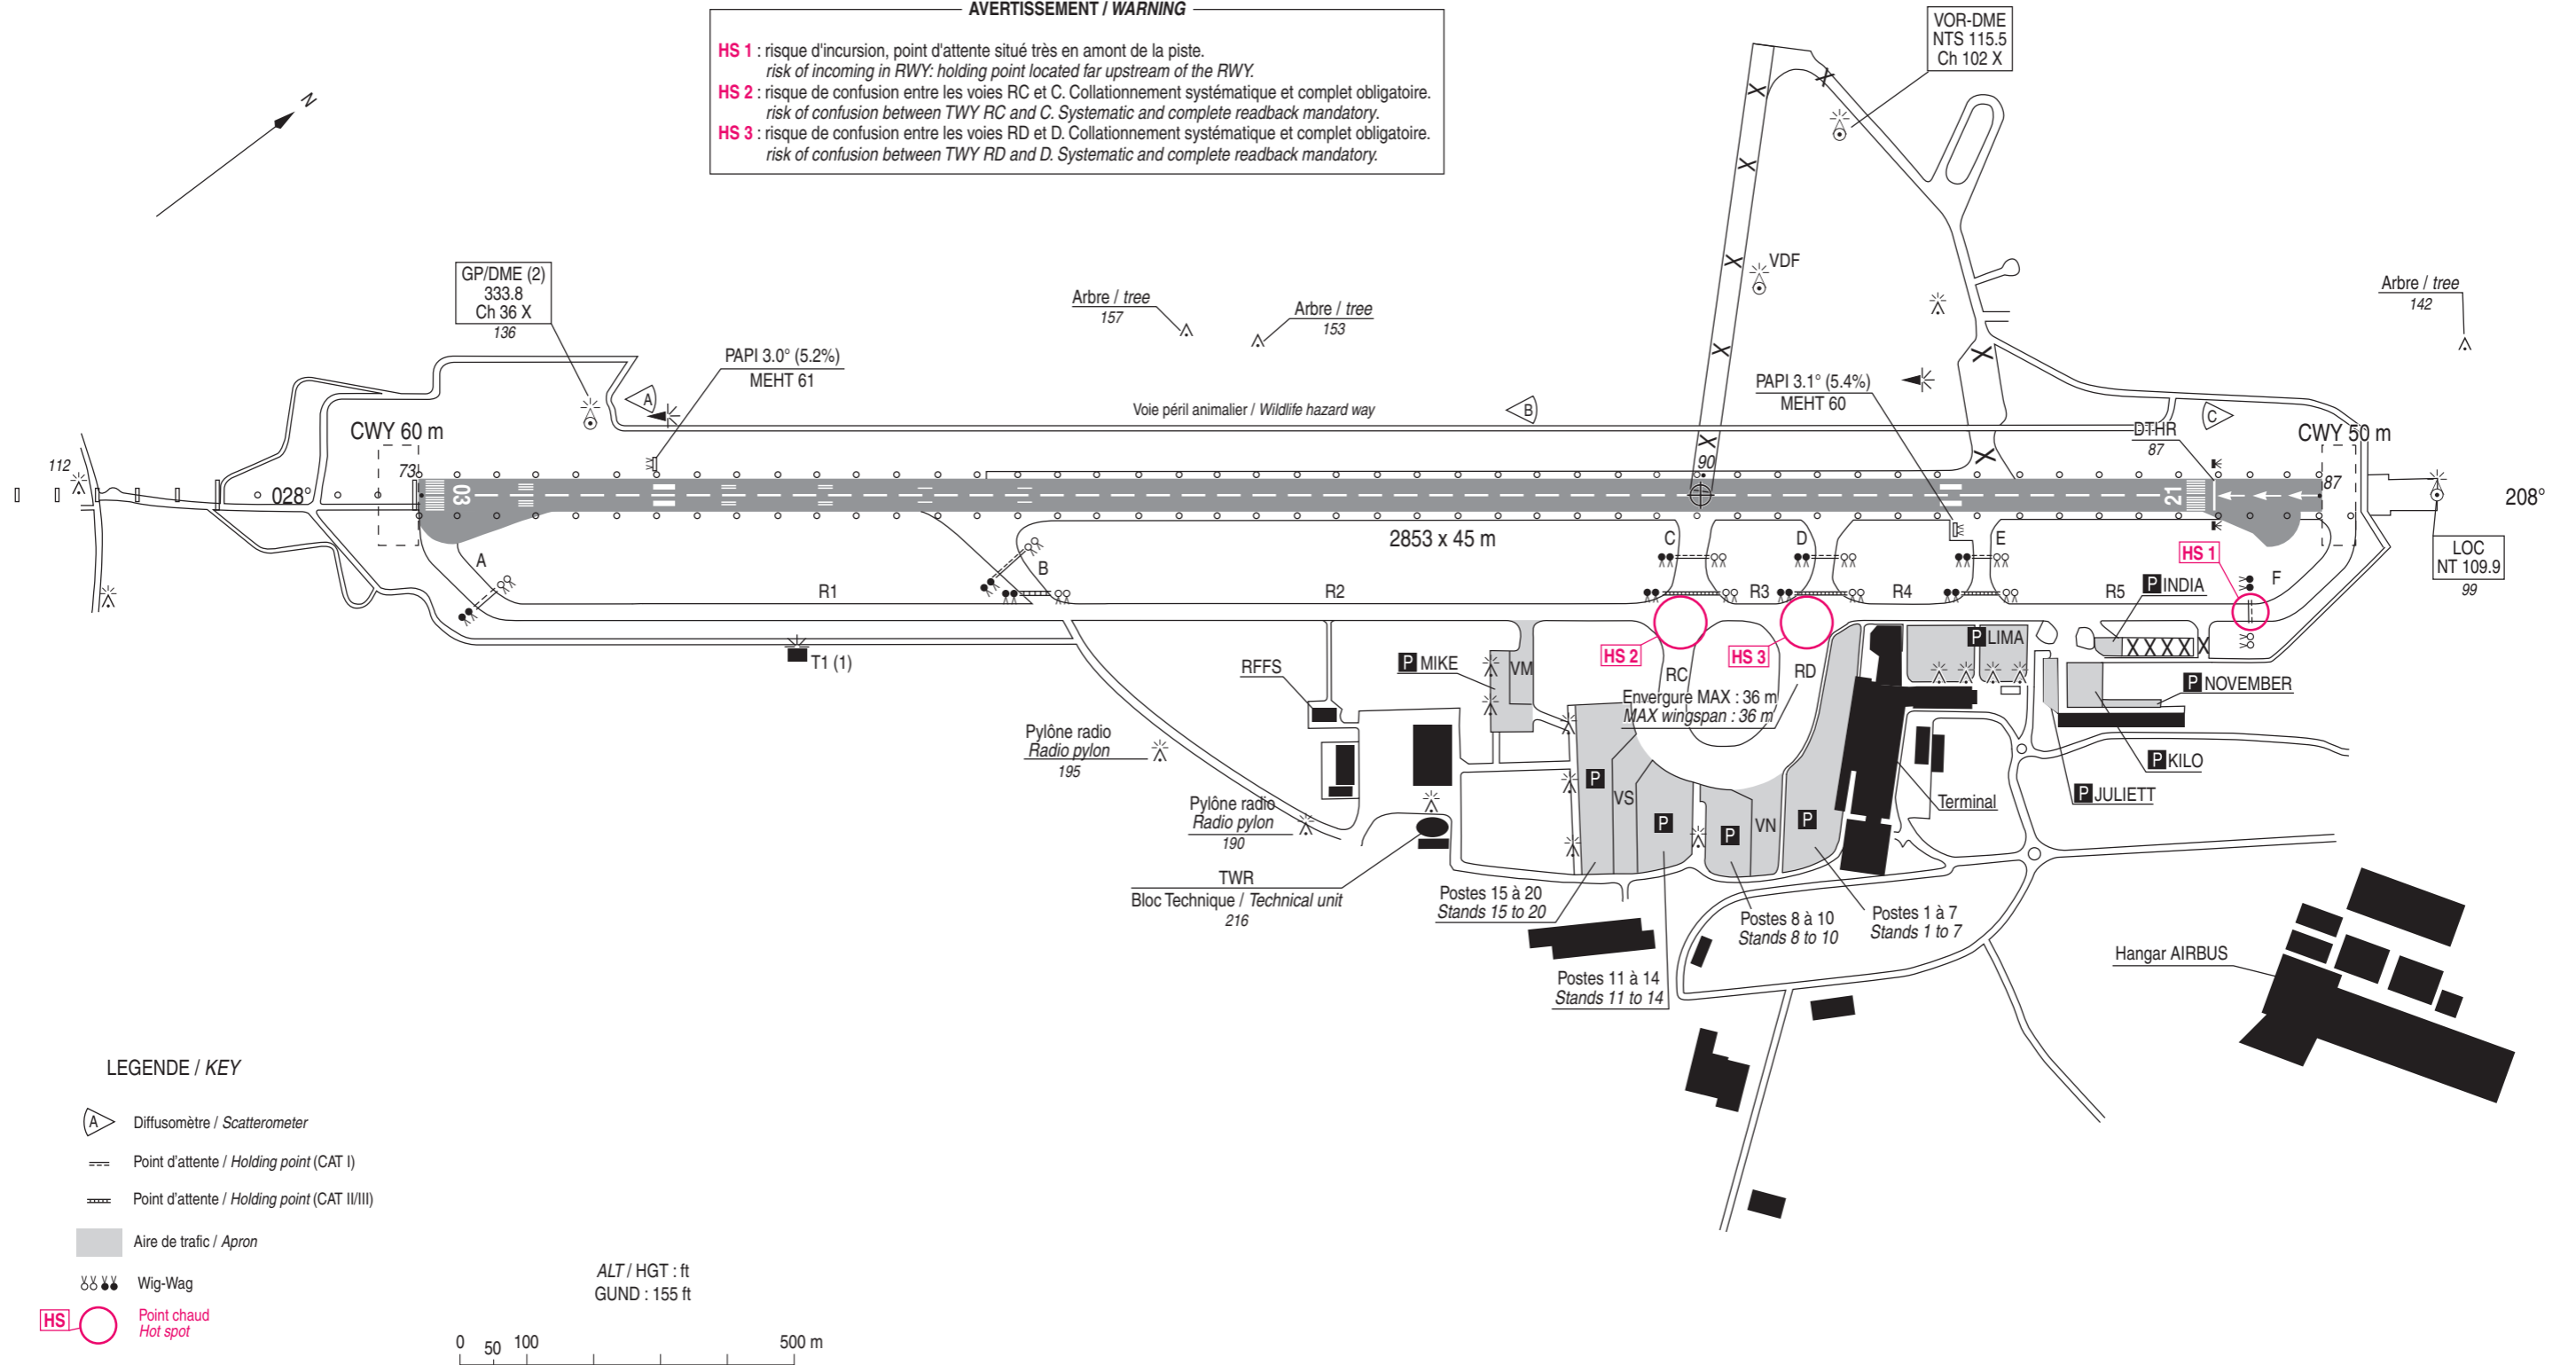 AVERTISSEMENT / WARNING
HS 1 : risque d'incursion, point d'attente situé très en amont de la piste.
risk of incoming in RWY: holding point located far upstream of the RWY.
HS 2 : risque de confusion entre les voies RC et C. Collationnement systématique et complet obligatoire.
risk of confusion between TWY RC and C. Systematic and complete readback mandatory.
HS 3 : risque de confusion entre les voies RD et D. Collationnement systématique et complet obligatoire.
risk of confusion between TWY RD and D. Systematic and complete readback mandatory.
VOR-DME
NTS 115.5
Ch 102 X
N
VDF
GP/DME (2)
333.8
Ch 36 X
136
Arbre / tree
157
Arbre / tree
153
Arbre / tree
142
PAPI 3.0° (5.2%)
MEHT 61
PAPI 3.1° (5.4%)
MEHT 60
A
Voie péril animalier / Wildlife hazard way
B
C
DTHR
87
CWY 60 m
CWY 50 m
112
73
90
87
028°
03
21
208°
2853 x 45 m
LOC
NT 109.9
99
A
B
C
D
E
F
HS 1
R1
R2
R3
R4
R5
P INDIA
T1 (1)
RFFS
P MIKE
VM
HS 2
HS 3
RC
RD
P LIMA
Envergure MAX : 36 m
MAX wingspan : 36 m
P NOVEMBER
P KILO
P JULIETT
Terminal
Pylône radio
Radio pylon
195
Pylône radio
Radio pylon
190
P
VS
P
P
VN
P
TWR
Bloc Technique / Technical unit
216
Postes 15 à 20
Stands 15 to 20
Postes 8 à 10
Stands 8 to 10
Postes 1 à 7
Stands 1 to 7
Postes 11 à 14
Stands 11 to 14
Hangar AIRBUS
LEGENDE / KEY
A Diffusomètre / Scatterometer
Point d'attente / Holding point (CAT I)
Point d'attente / Holding point (CAT II/III)
Aire de trafic / Apron
Wig-Wag
HS Point chaud
Hot spot
ALT / HGT : ft
GUND : 155 ft
0 50 100 500 m